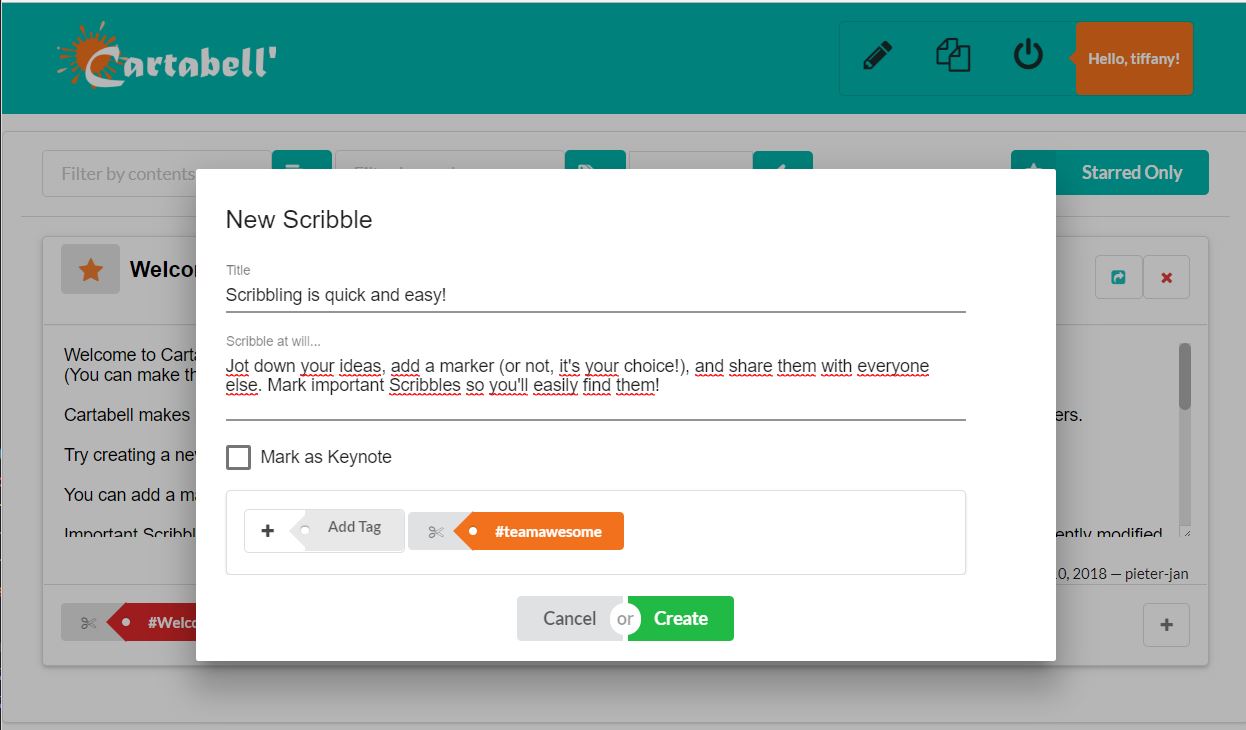 Cartabell'
Hello, tiffany!
Filter by contents
Starred Only
Welco
Welcome to Carta
(You can make th
Cartabell makes
ers.
Try creating a ne
You can add a ma
Important Scribbl
ently modified
0, 2018 — pieter-jan
#Welco
New Scribble
Title
Scribbling is quick and easy!
Scribble at will...
Jot down your ideas, add a marker (or not, it's your choice!), and share them with everyone
else. Mark important Scribbles so you'll easily find them!
Mark as Keynote
Add Tag
#teamawesome
Cancel or Create